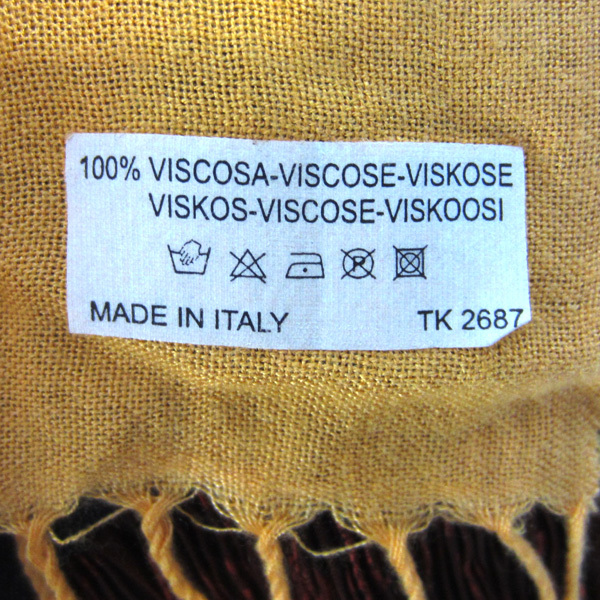 100% VISCOSA-VISCOSE-VISKOSE
VISKOS-VISCOSE-VISKOOSI
P
MADE IN ITALY TK 2687